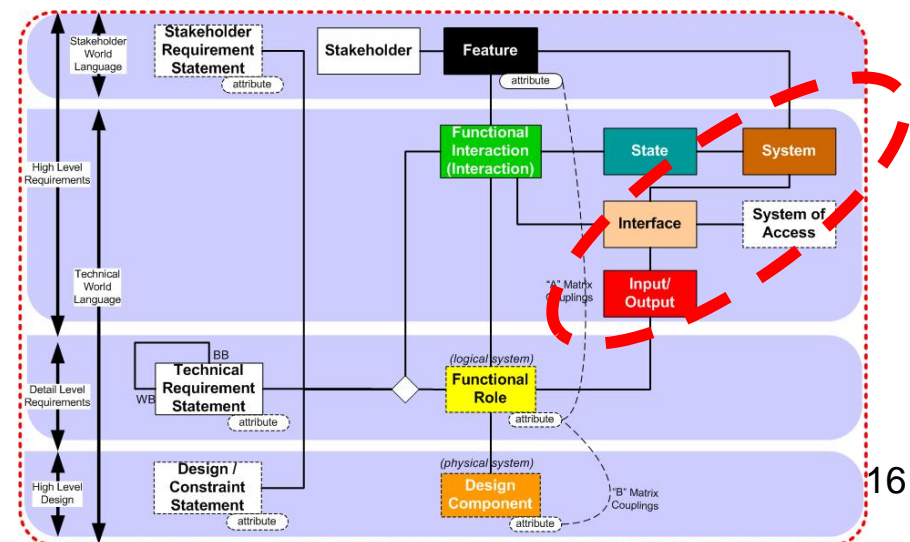 Stakeholder
World
Language
Stakeholder
Requirement
Statement
attribute
Stakeholder
Feature
attribute
High Level
Requirements
Technical
World
Language
Functional
Interaction
(Interaction)
State
System
Interface
System of
Access
"A" Matrix
Couplings
Input/
Output
Detail Level
Requirements
BB
WB
Technical
Requirement
Statement
attribute
(logical system)
Functional
Role
attribute
High Level
Design
Design /
Constraint
Statement
attribute
(physical system)
Design
Component
attribute
"B" Matrix
Couplings
16